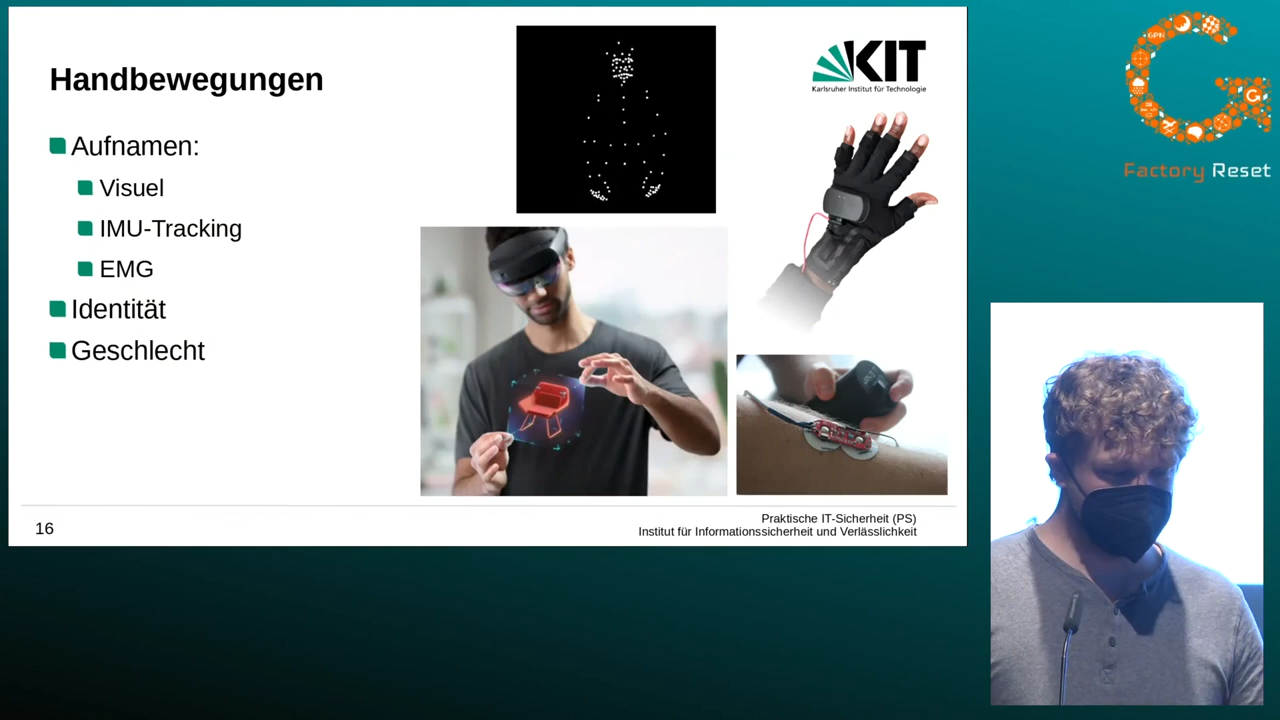 Handbewegungen
KIT
Karlsruher Institut für Technologie
Aufnamen:
Visuel
IMU-Tracking
EMG
Identität
Geschlecht
16
Praktische IT-Sicherheit (PS)
Institut für Informationssicherheit und Verlässlichkeit
GPN
G
Factory Reset